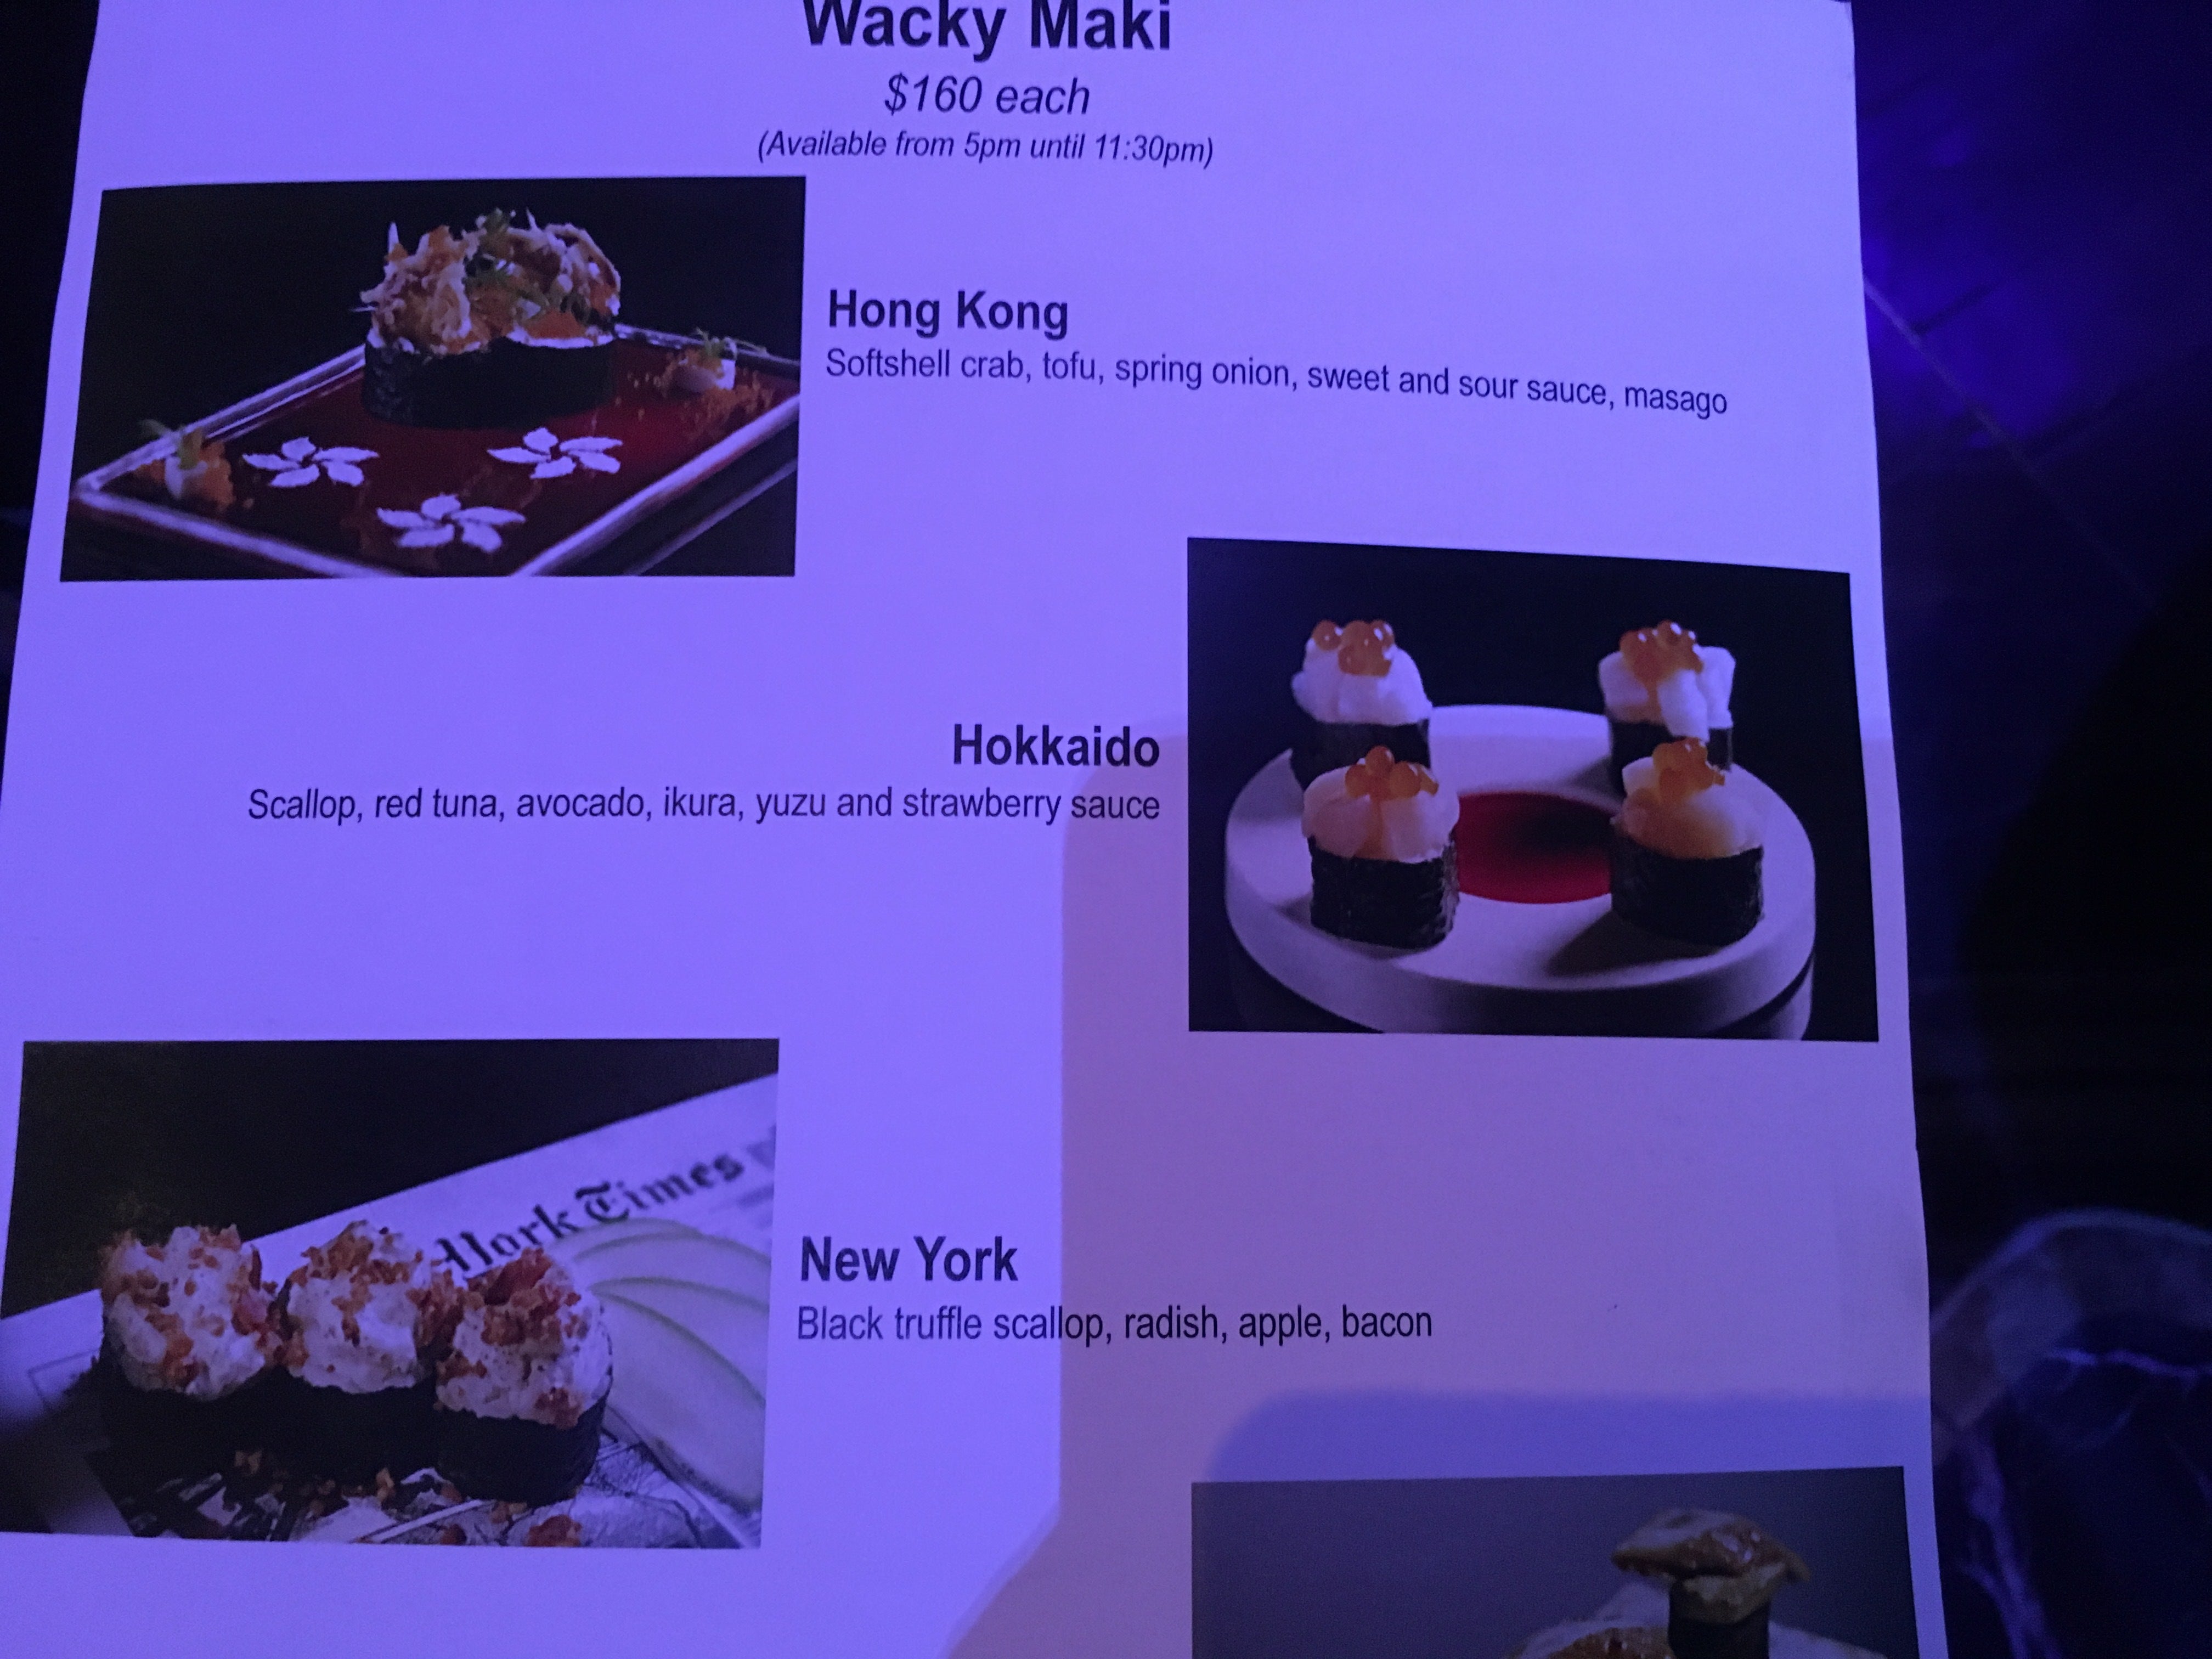 Wacky Maki
$160 each
(Available from 5pm until 11:30pm)
Hong Kong
Softshell crab, tofu, spring onion, sweet and sour sauce, masago
Hokkaido
Scallop, red tuna, avocado, ikura, yuzu and strawberry sauce
York Times
New York
Black truffle scallop, radish, apple, bacon